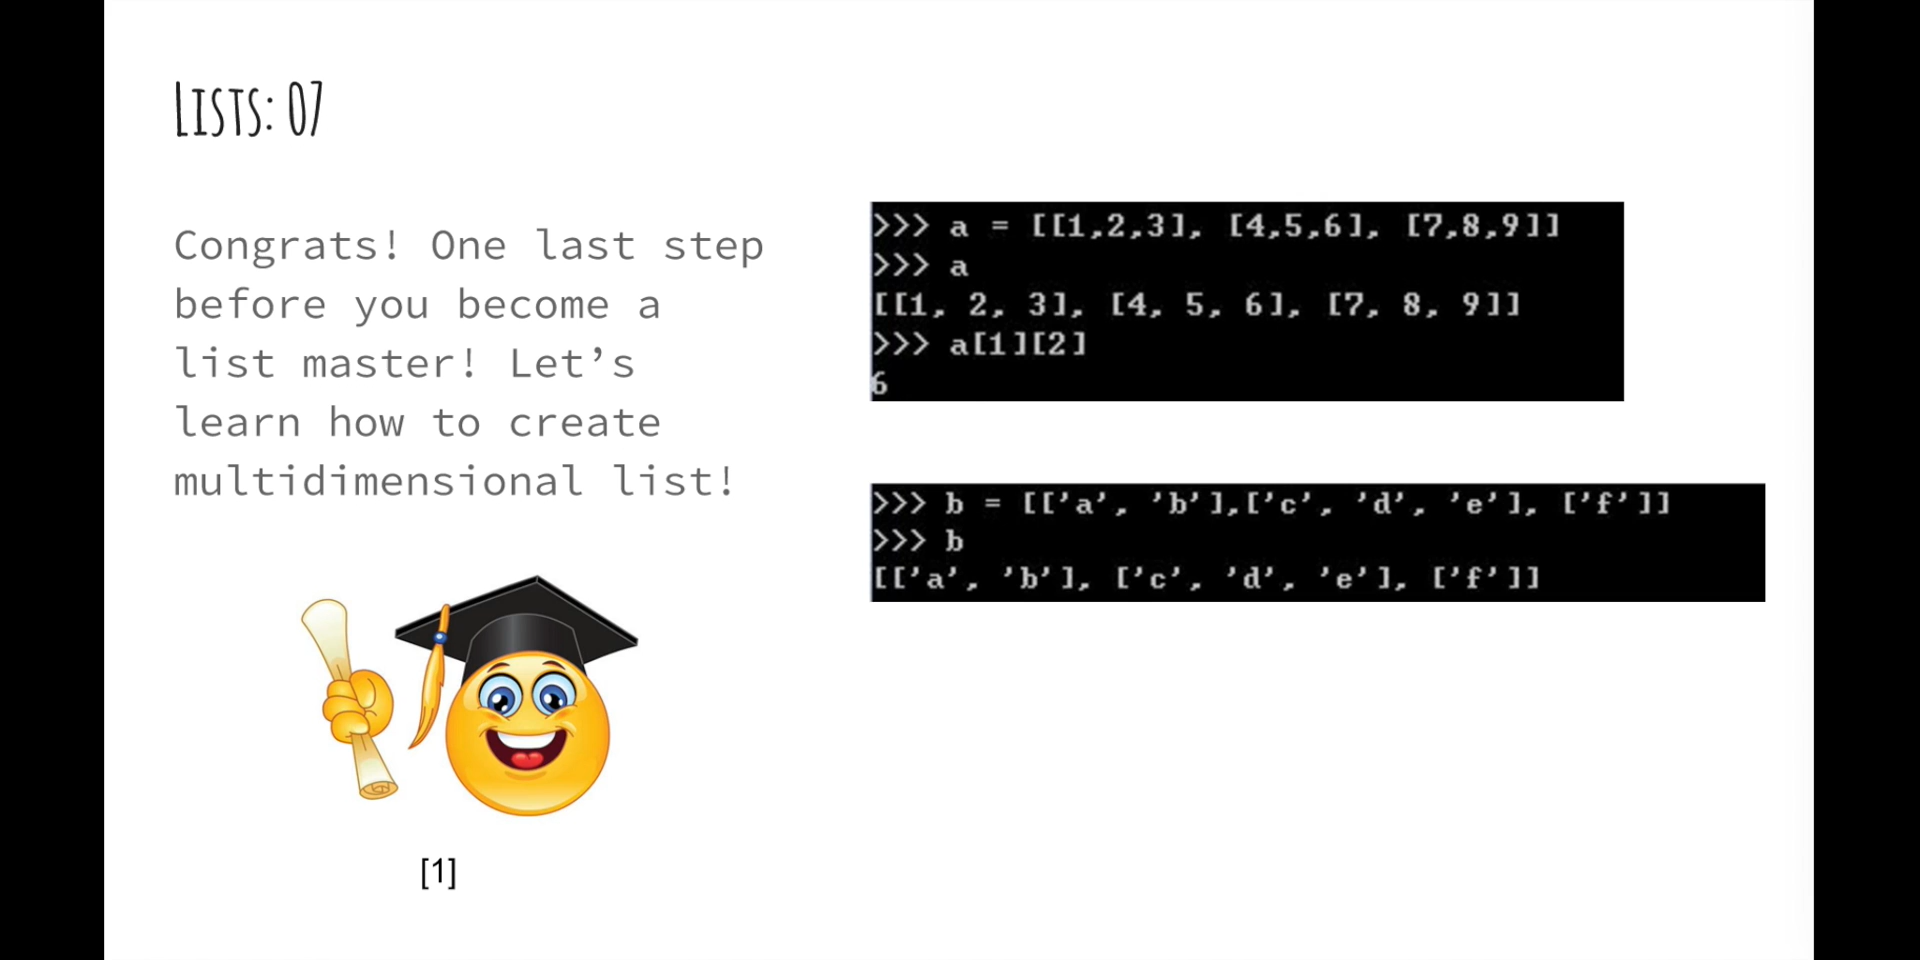 Lists: 07
Congrats! One last step
before you become a
list master! Let’s
learn how to create
multidimensional list!
[1]
>>> a = [[1,2,3], [4,5,6], [7,8,9]]
>>> a
[[1, 2, 3], [4, 5, 6], [7, 8, 9]]
>>> a[1][2]
6
>>> b = [['a', 'b'],['c', 'd', 'e'], ['f']]
>>> b
[['a', 'b'], ['c', 'd', 'e'], ['f']]